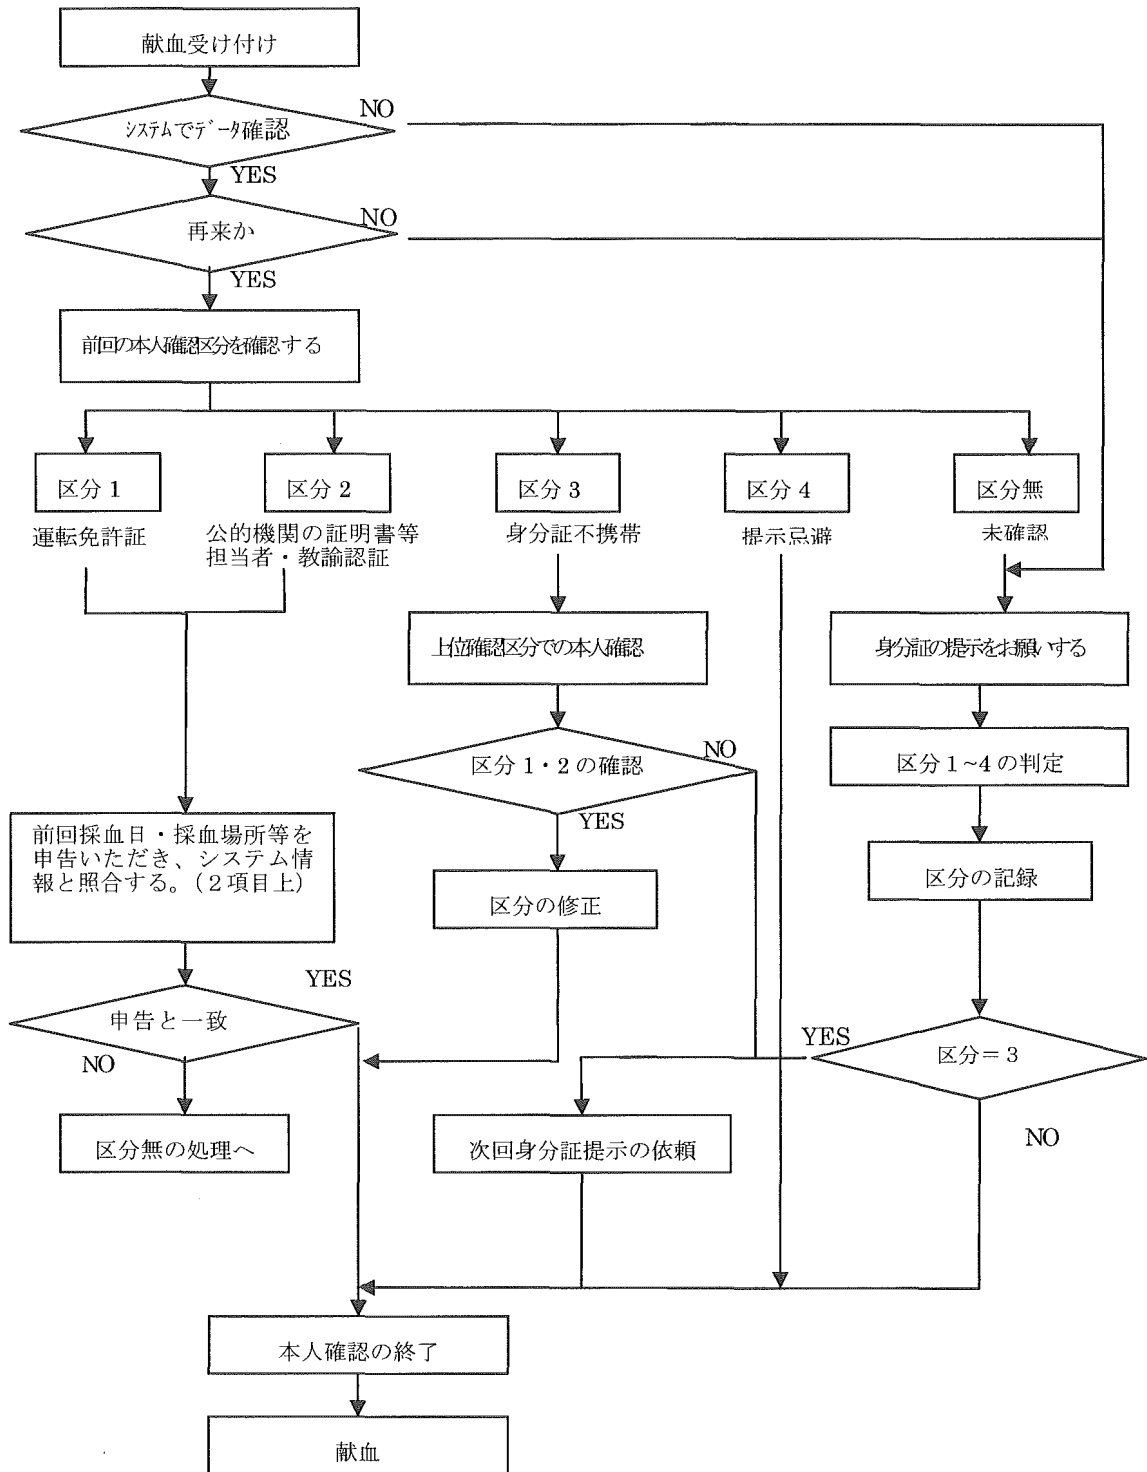 献血受け付け
NO
システムでデータ確認
YES
再来か
NO
YES
前回の本人確認区分を確認する
区分1
区分2
区分3
区分4
区分無
運転免許証
公的機関の証明書等
担当者・教諭認証
身分証不携帯
提示忌避
未確認
上位確認区分での本人確認
身分証の提示をお願いする
区分1・2の確認
NO
YES
区分1~4の判定
前回採血日・採血場所等を
申告いただき、システム情
報と照合する。(2項目上)
区分の修正
区分の記録
YES
申告と一致
NO
YES
区分=3
NO
区分無の処理へ
次回身分証提示の依頼
本人確認の終了
献血